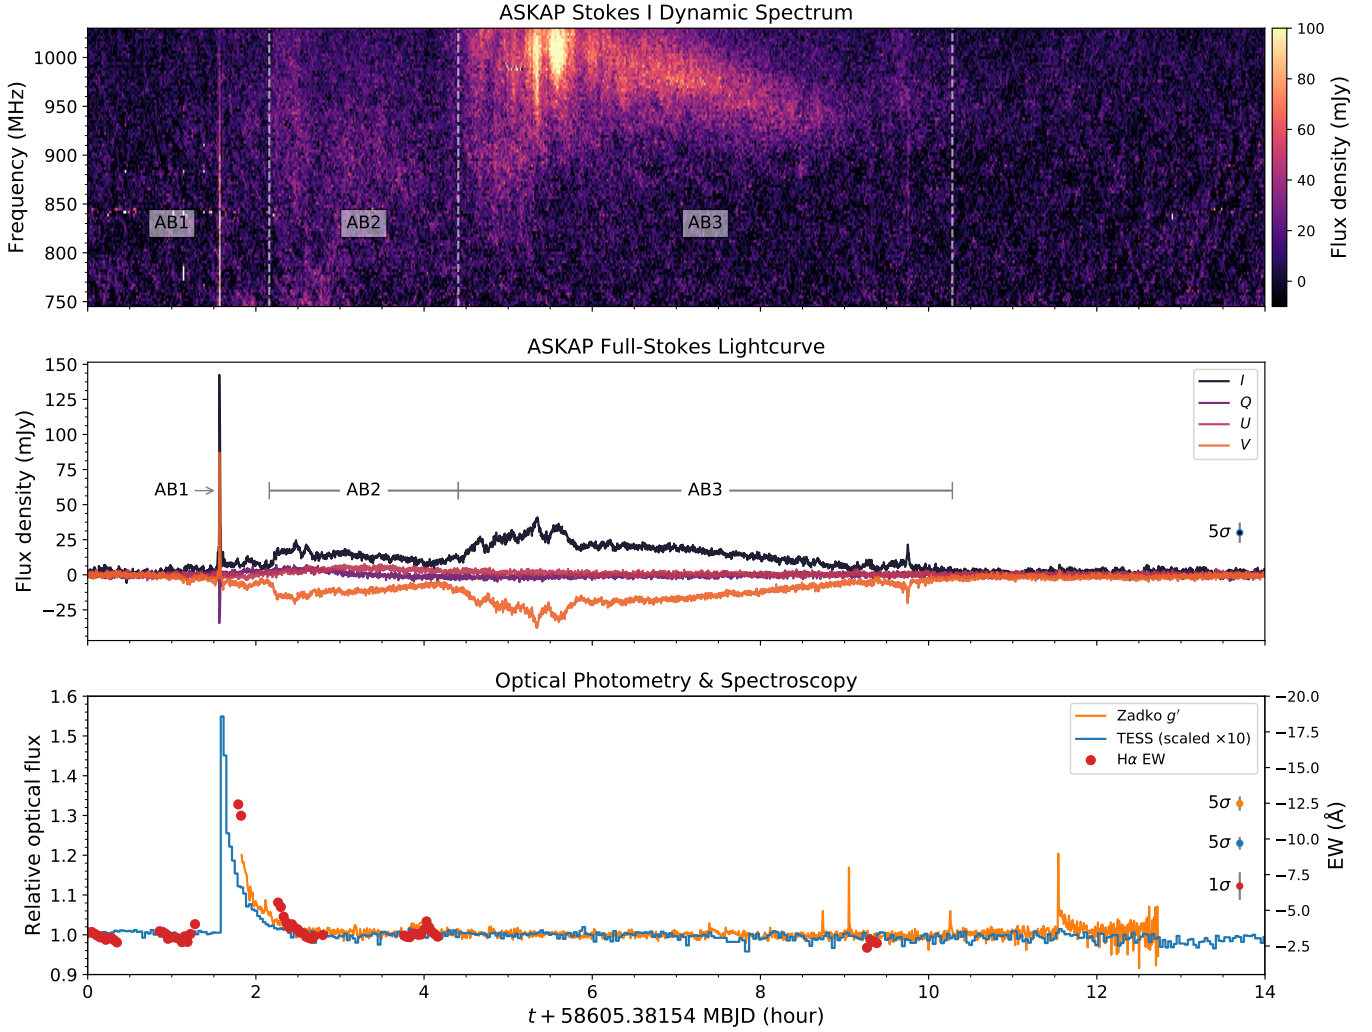 ASKAP Stokes I Dynamic Spectrum
Frequency (MHz)
1000
950
900
850
800
750
AB1
AB2
AB3
100
80
60
40
20
0
Flux density (mJy)
ASKAP Full-Stokes Lightcurve
Flux density (mJy)
150
125
100
75
50
25
0
−25
I
Q
U
V
AB1
AB2
AB3
5σ
Optical Photometry & Spectroscopy
Relative optical flux
1.6
1.5
1.4
1.3
1.2
1.1
1.0
0.9
Zadko g′
TESS (scaled ×10)
Hα EW
5σ
5σ
1σ
−20.0
−17.5
−15.0
−12.5
−10.0
−7.5
−5.0
−2.5
EW (Å)
0 2 4 6 8 10 12 14
t + 58605.38154 MBJD (hour)